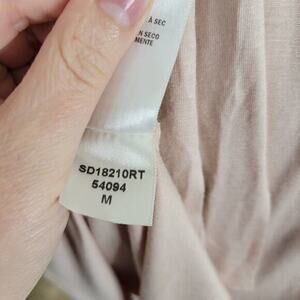 À SEC
N SECO
MENTE
SD18210RT
54094
M